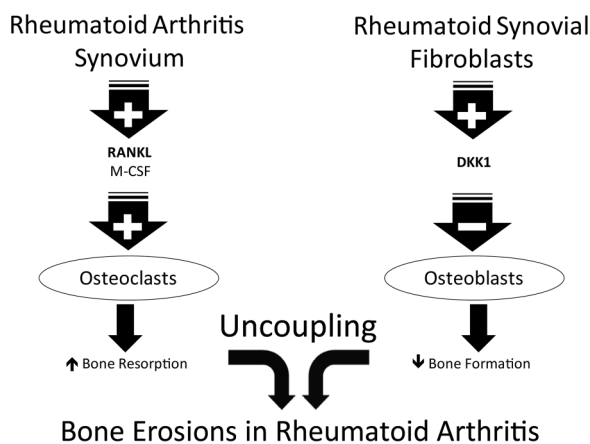 Rheumatoid Arthritis
Synovium
RANKL
M-CSF
Osteoclasts
Bone Resorption
Rheumatoid Synovial
Fibroblasts
DKK1
Osteoblasts
Bone Formation
Uncoupling
Bone Erosions in Rheumatoid Arthritis